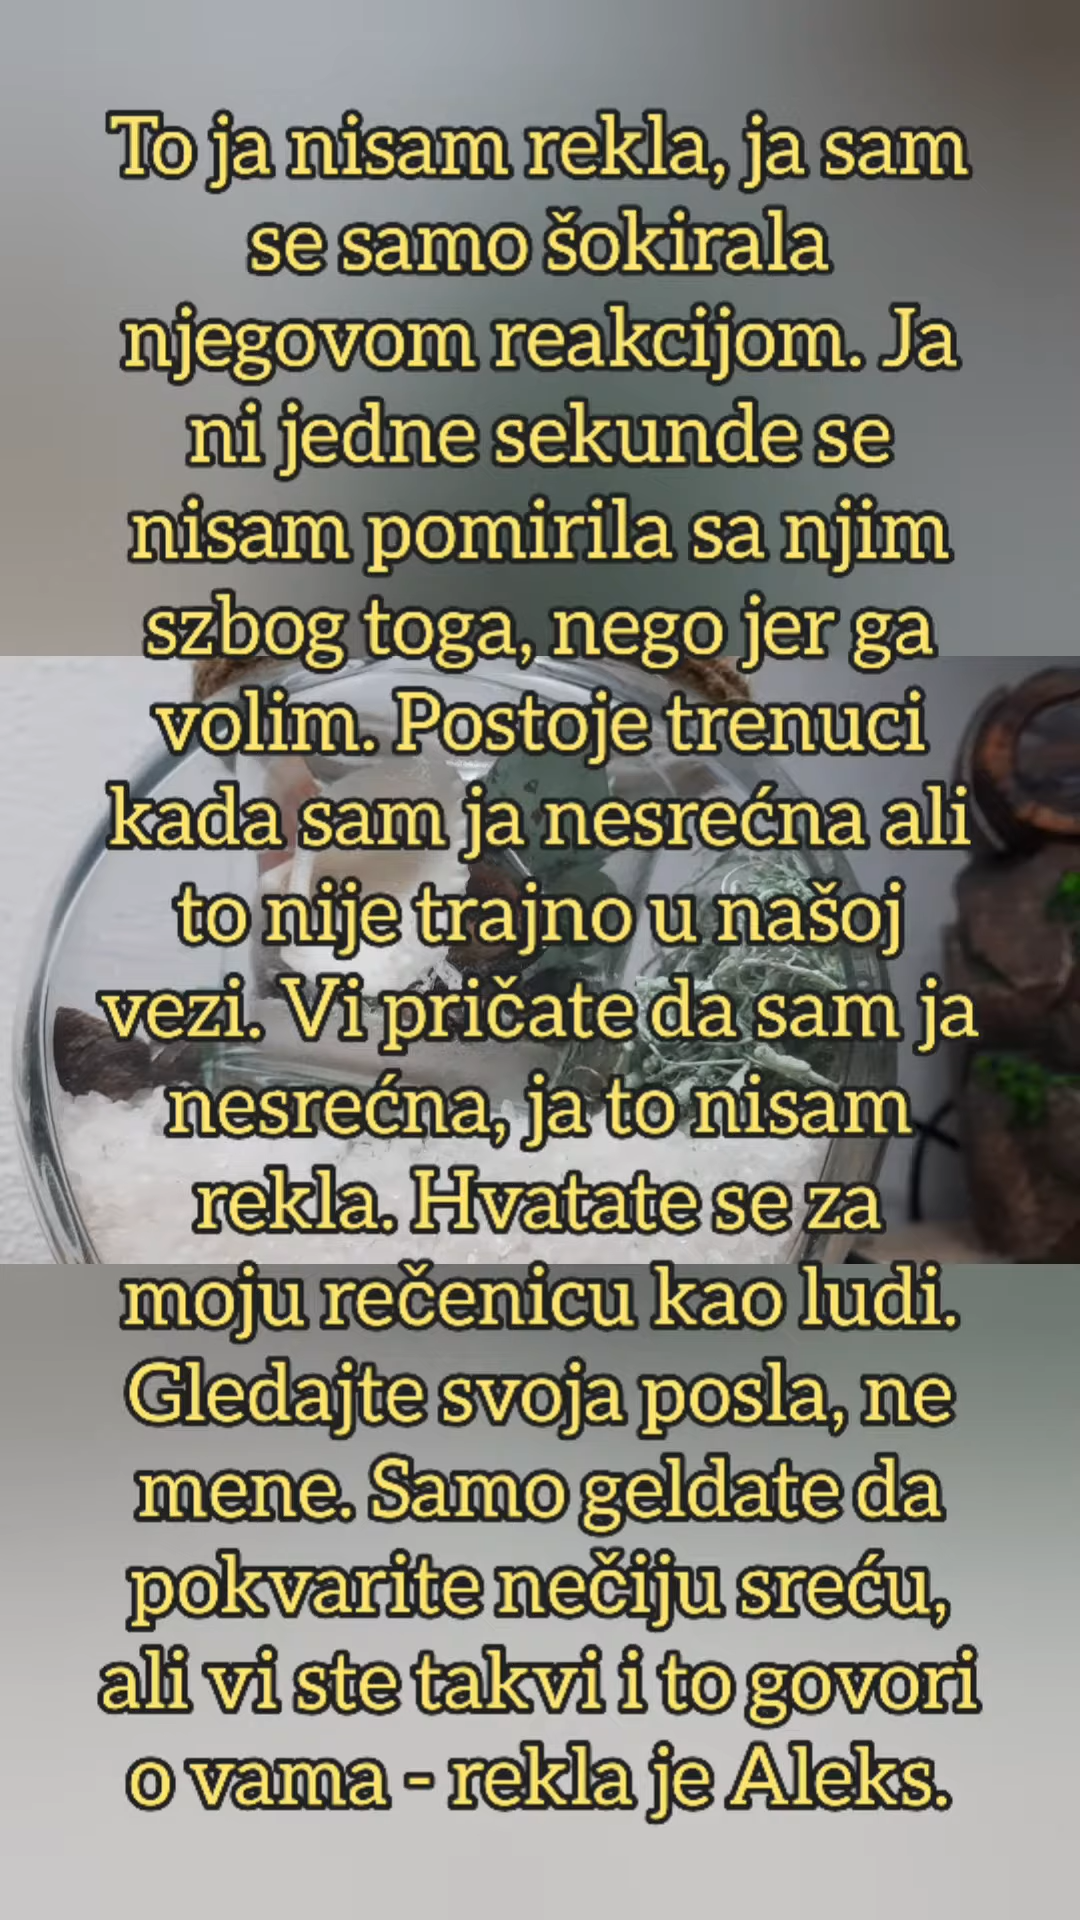 To ja nisam rekla, ja sam
se samo šokirala
njegovom reakcijom. Ja
ni jedne sekunde se
nisam pomirila sa njim
szbog toga, nego jer ga
volim. Postoje trenuci
kada sam ja nesrećna ali
to nije trajno u našoj
vezi. Vi pričate da sam ja
nesrećna, ja to nisam
rekla. Hvatate se za
moju rečenicu kao ludi.
Gledajte svoja posla, ne
mene. Samo geldate da
pokvarite nečiju sreću,
ali vi ste takvi i to govori
o vama - rekla je Aleks.